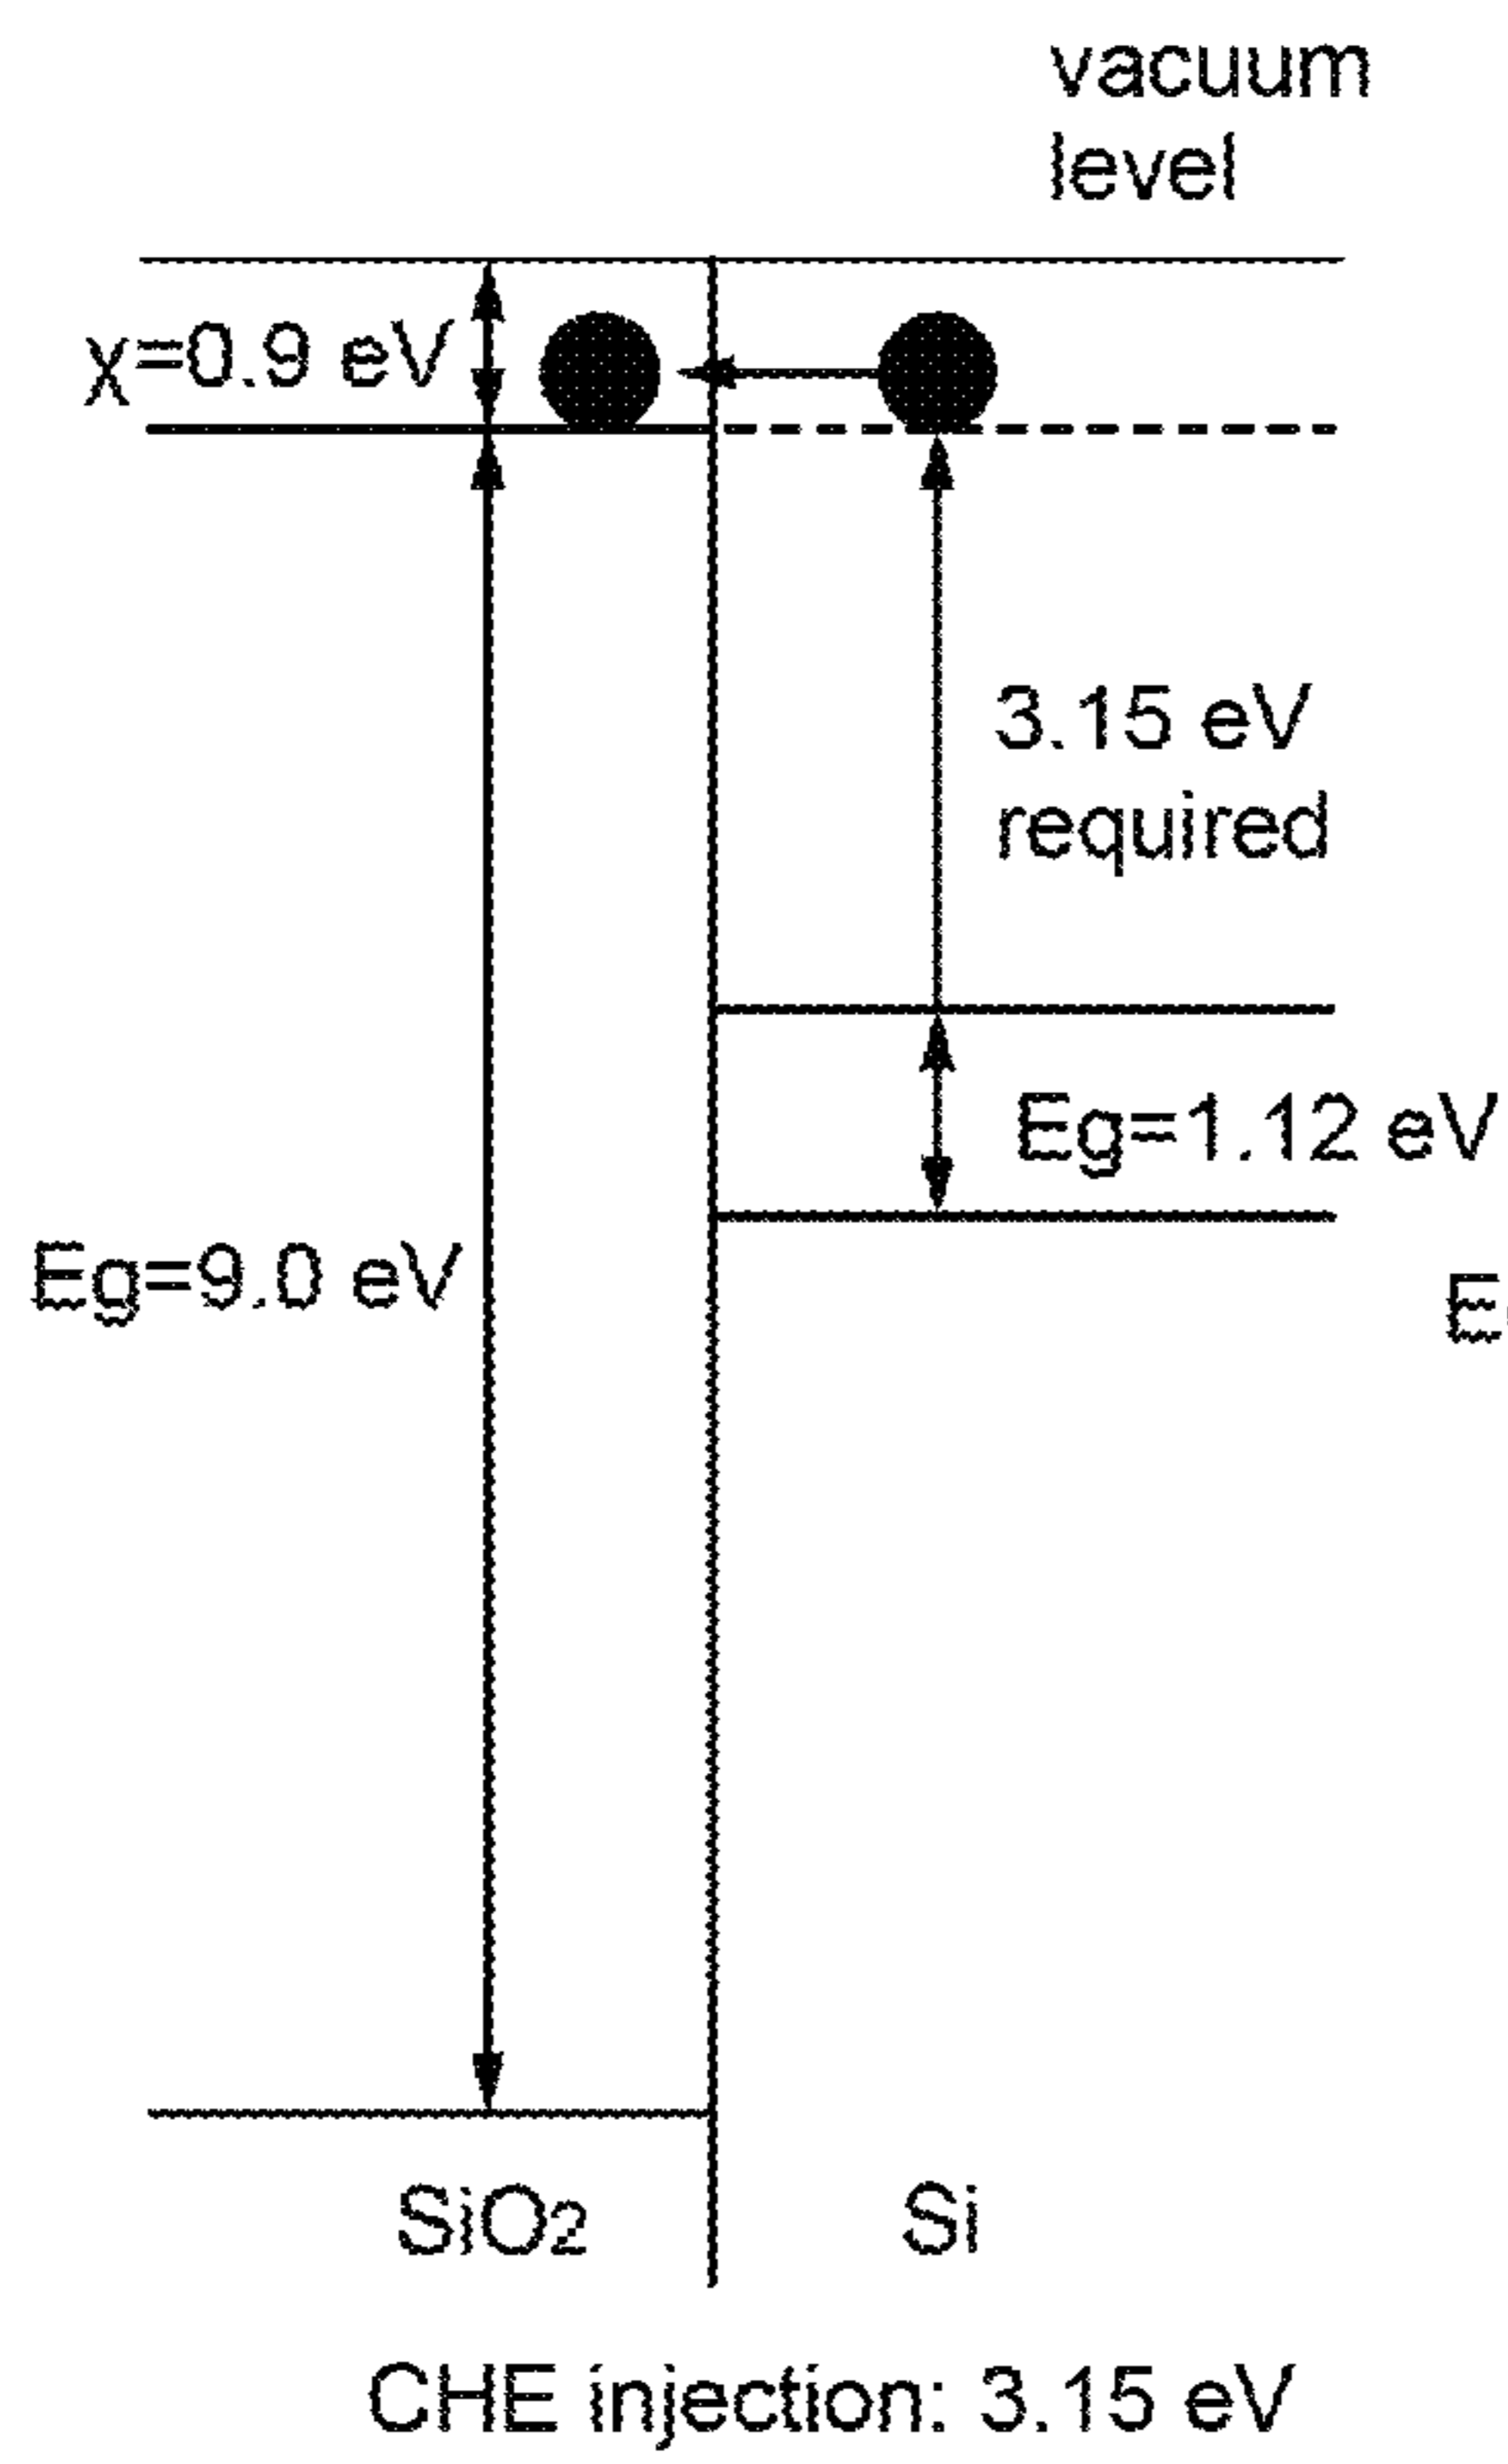 vacuum
level
χ=0.9 eV
3.15 eV
required
Eg=1.12 eV
Eg=9.0 eV
SiO₂
Si
CHE injection: 3.15 eV